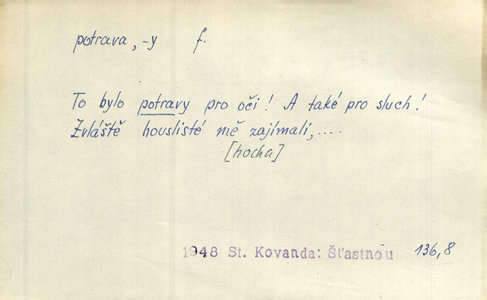 potrava, -y f.
To bylo potravy pro oči! A také pro sluch!
Zvláště houslisté mě zajímali,....
[hocha]
1948 St. Kovanda: Šťastnou 136,8